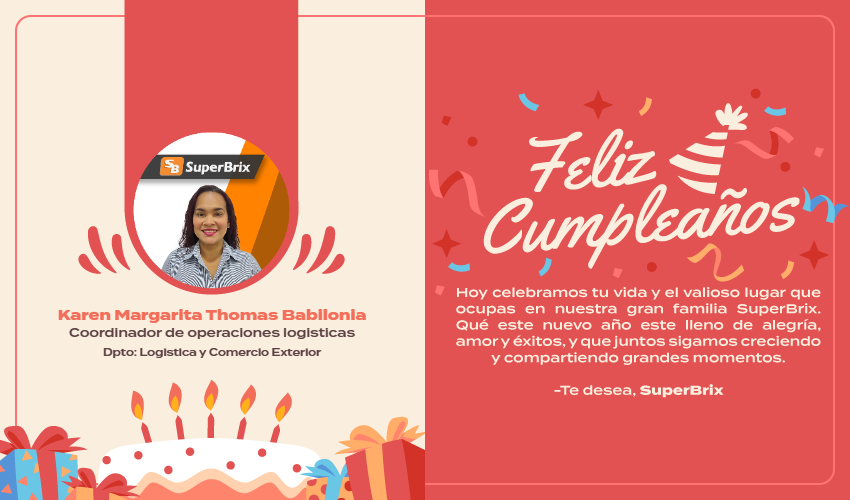 SB SuperBrix
Karen Margarita Thomas Babilonia
Coordinador de operaciones logisticas
Dpto: Logistica y Comercio Exterior
Feliz
Cumpleaños
Hoy celebramos tu vida y el valioso lugar que
ocupas en nuestra gran familia SuperBrix.
Qué este nuevo año este lleno de alegría,
amor y éxitos, y que juntos sigamos creciendo
y compartiendo grandes momentos.
-Te desea, SuperBrix